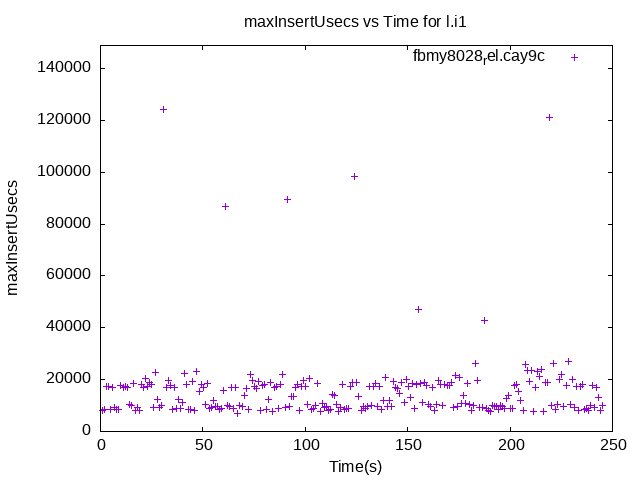 maxInsertUsecs vs Time for l.i1
fbmy8028rel.cay9c
140000
120000
100000
80000
60000
40000
20000
0
maxInsertUsecs
0 50 100 150 200 250
Time(s)